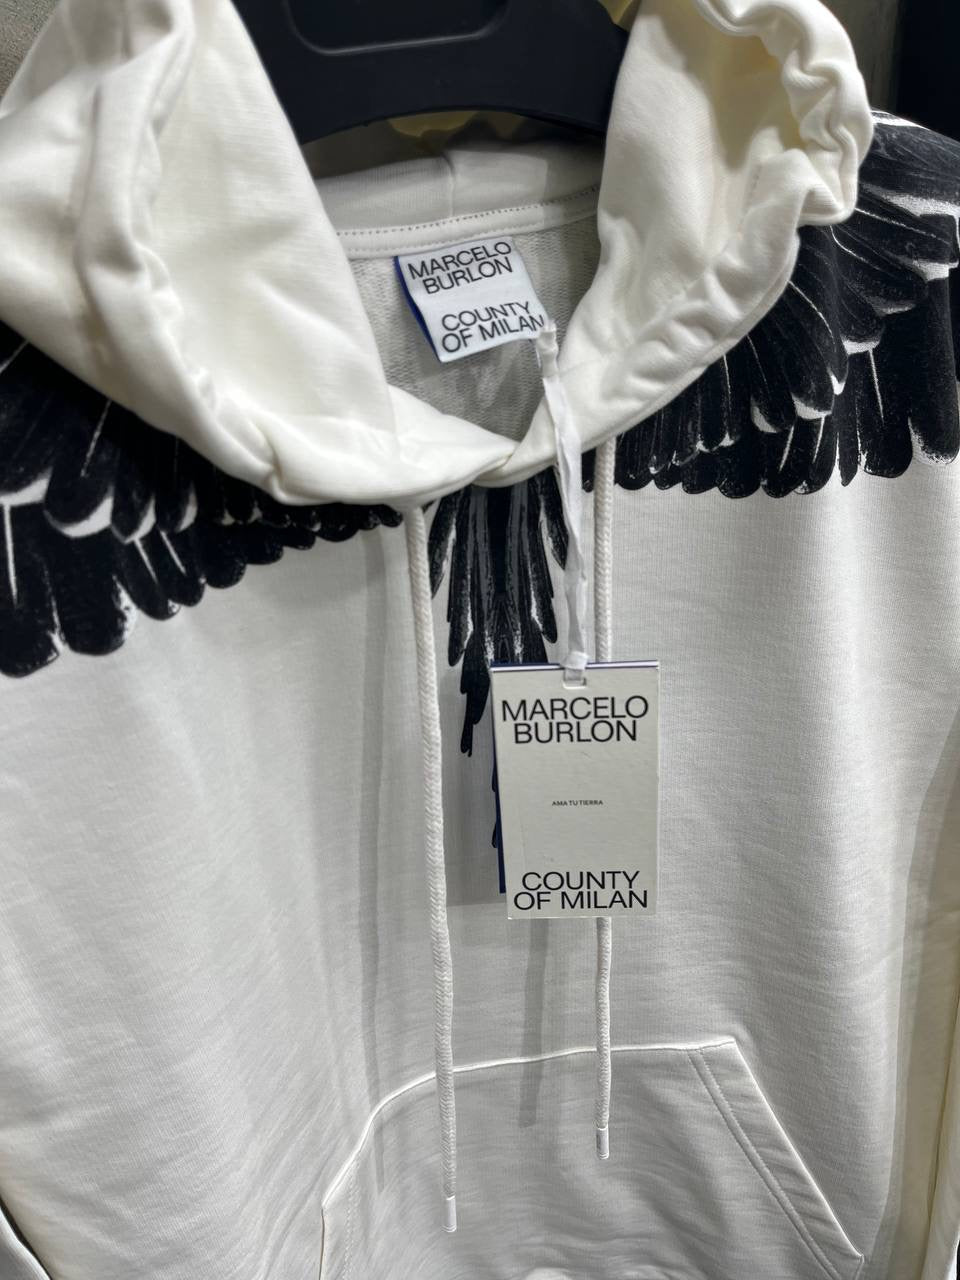 MARCELO
BURLON
COUNTY
OF MILAN
MARCELO
BURLON
AMA TU TIERRA
COUNTY
OF MILAN